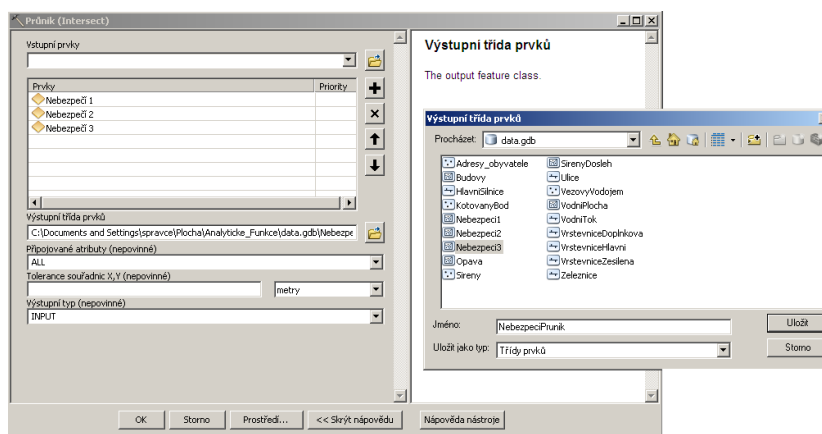 Průnik (Intersect)
Vstupní prvky
Prvky
Priority
Nebezpečí 1
Nebezpečí 2
Nebezpečí 3
Výstupní třída prvků
C:\Documents and Settings\spravce\Plocha\Analyticke_Funkce\data.gdb\Nebezpe
Připojované atributy (nepovinné)
ALL
Tolerance souřadnic X,Y (nepovinné)
metry
Výstupní typ (nepovinné)
INPUT
OK
Storno
Prostředí...
<< Skrýt nápovědu
Nápověda nástroje
Výstupní třída prvků
The output feature class.
Výstupní třída prvků
Procházet:
data.gdb
Adresy_obyvatele
Budovy
HlavniSilnice
KotovanyBod
Nebezpeci1
Nebezpeci2
Nebezpeci3
Opava
Sireny
SirenyDosleh
Ulice
VezovyVodojem
VodniPlocha
VodniTok
VrstevniceDoplnkova
VrstevniceHlavni
VrstevniceZesilena
Zeleznice
Jméno:
NebezpeciPrunik
Uložit
Uložit jako typ:
Třídy prvků
Storno